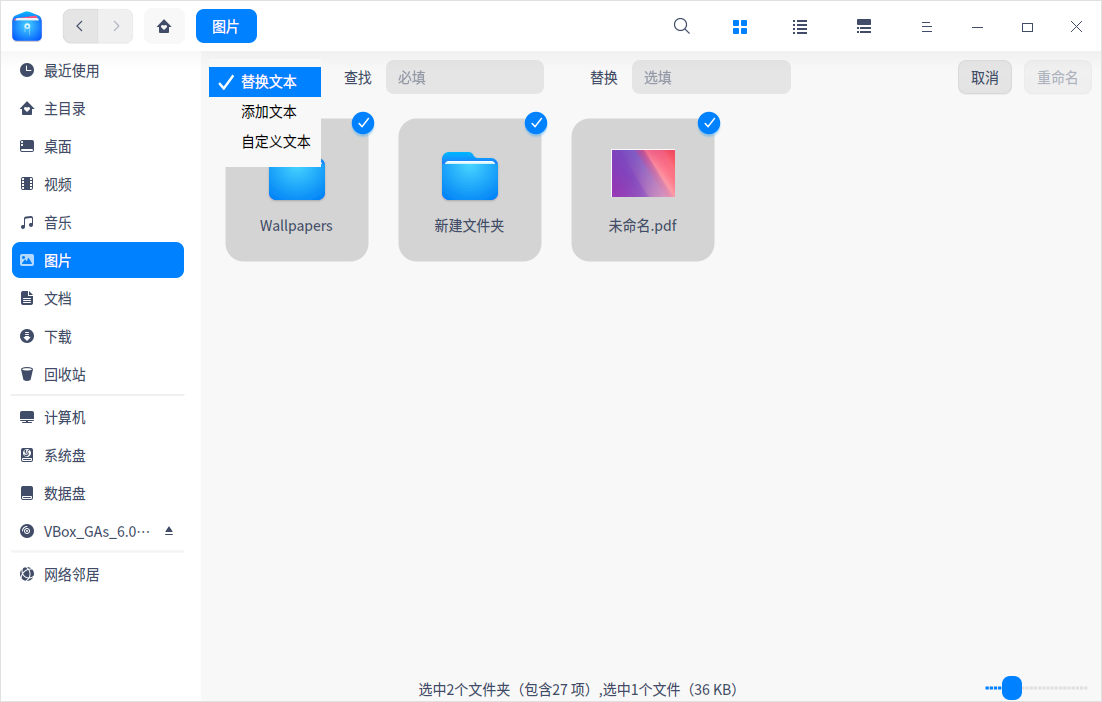 图片
最近使用
主目录
桌面
视频
音乐
图片
文档
下载
回收站
计算机
系统盘
数据盘
VBox_GAs_6.0···
网络邻居
替换文本
添加文本
自定义文本
查找 必填 替换 选填 取消 重命名
Wallpapers
新建文件夹
未命名.pdf
选中2个文件夹（包含27 项）,选中1个文件（36 KB）